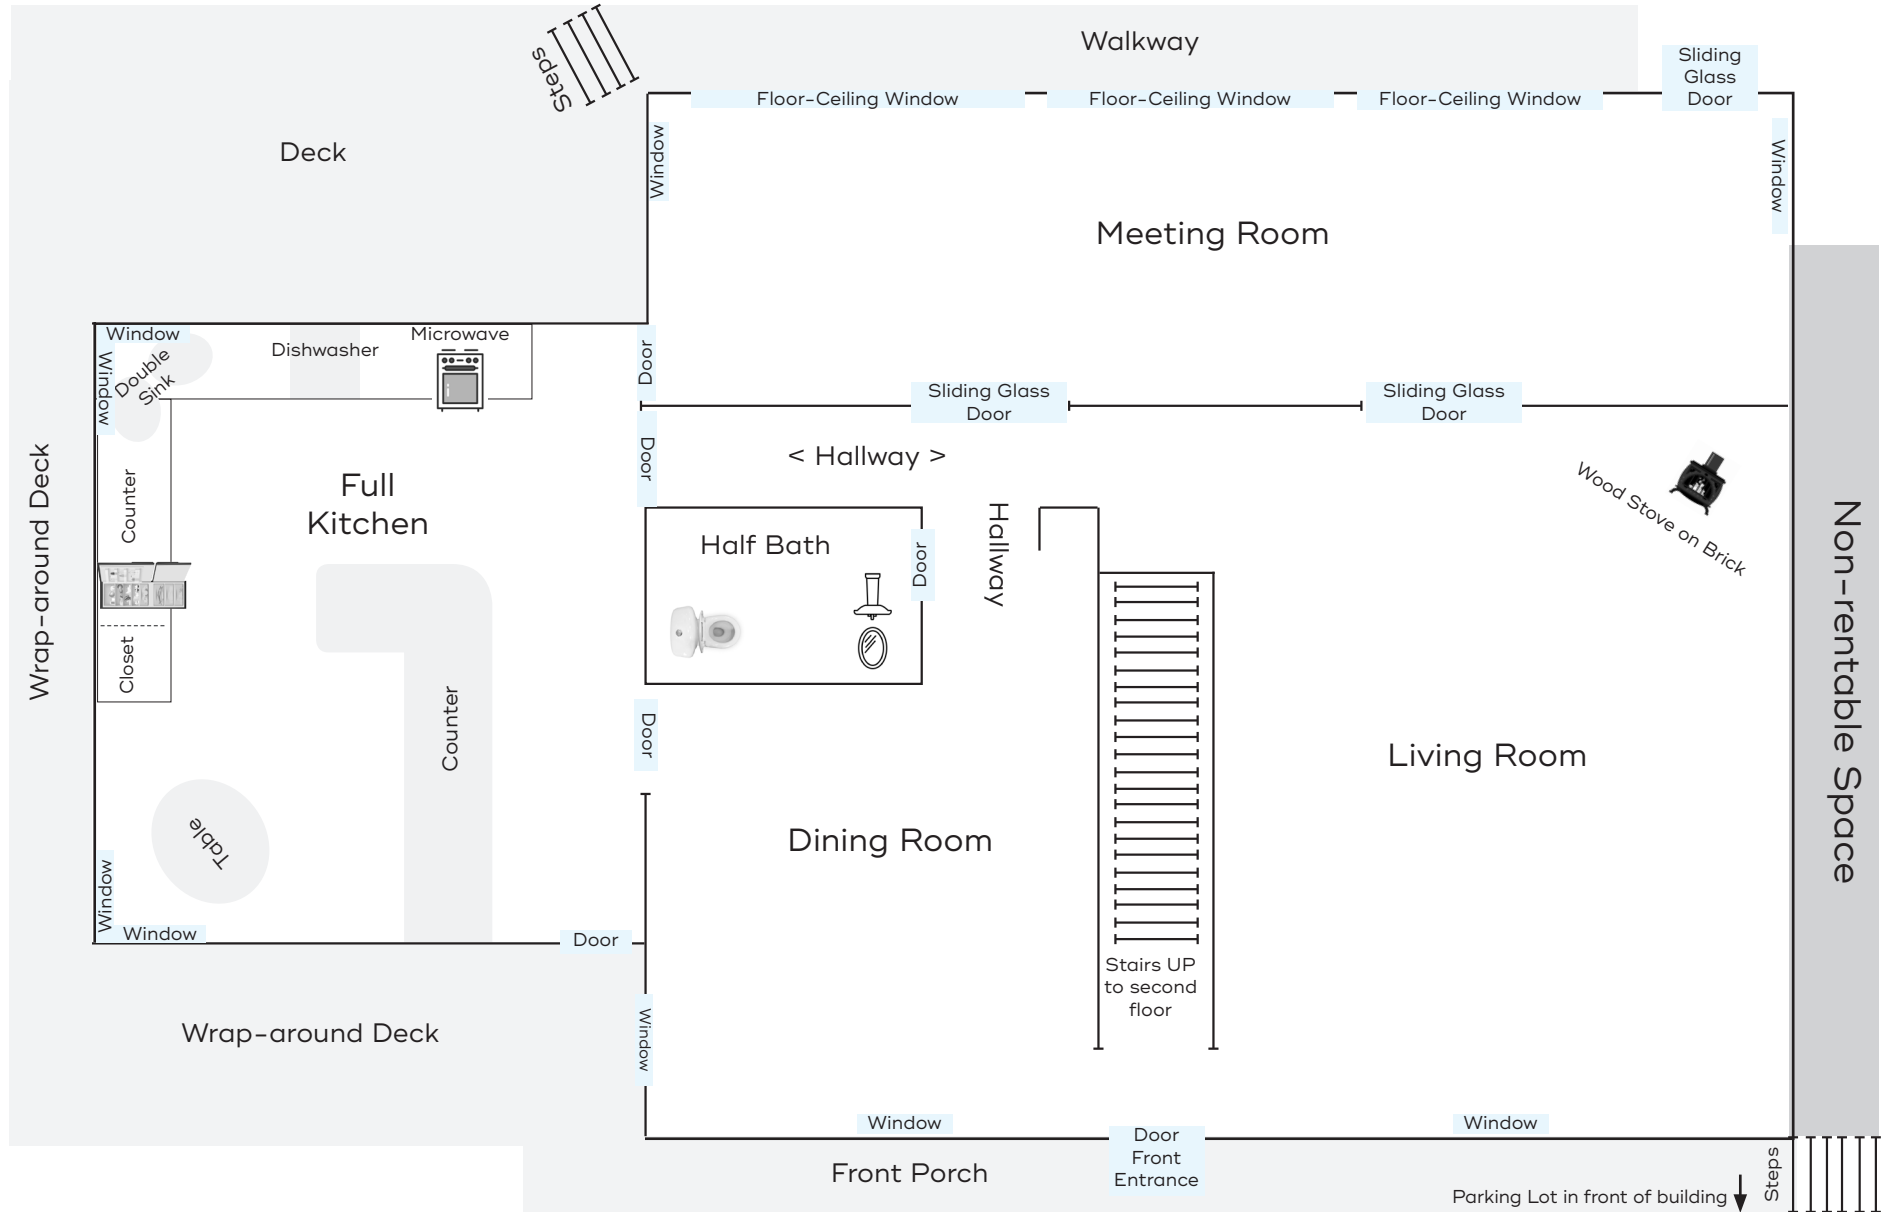 Walkway
Steps
Sliding
Glass
Door
Floor-Ceiling Window
Floor-Ceiling Window
Floor-Ceiling Window
Deck
Window
Window
Meeting Room
Window
Window
Double
Sink
Dishwasher
Microwave
Door
Sliding Glass
Door
Sliding Glass
Door
Door
< Hallway >
Wood Stove on Brick
Wrap-around Deck
Counter
Full
Kitchen
Half Bath
Door
Hallway
Non-rentable Space
Closet
Counter
Door
Living Room
Table
Dining Room
Window
Window
Door
Stairs UP
to second
floor
Wrap-around Deck
Window
Window
Window
Door
Front
Entrance
Front Porch
Steps
Parking Lot in front of building